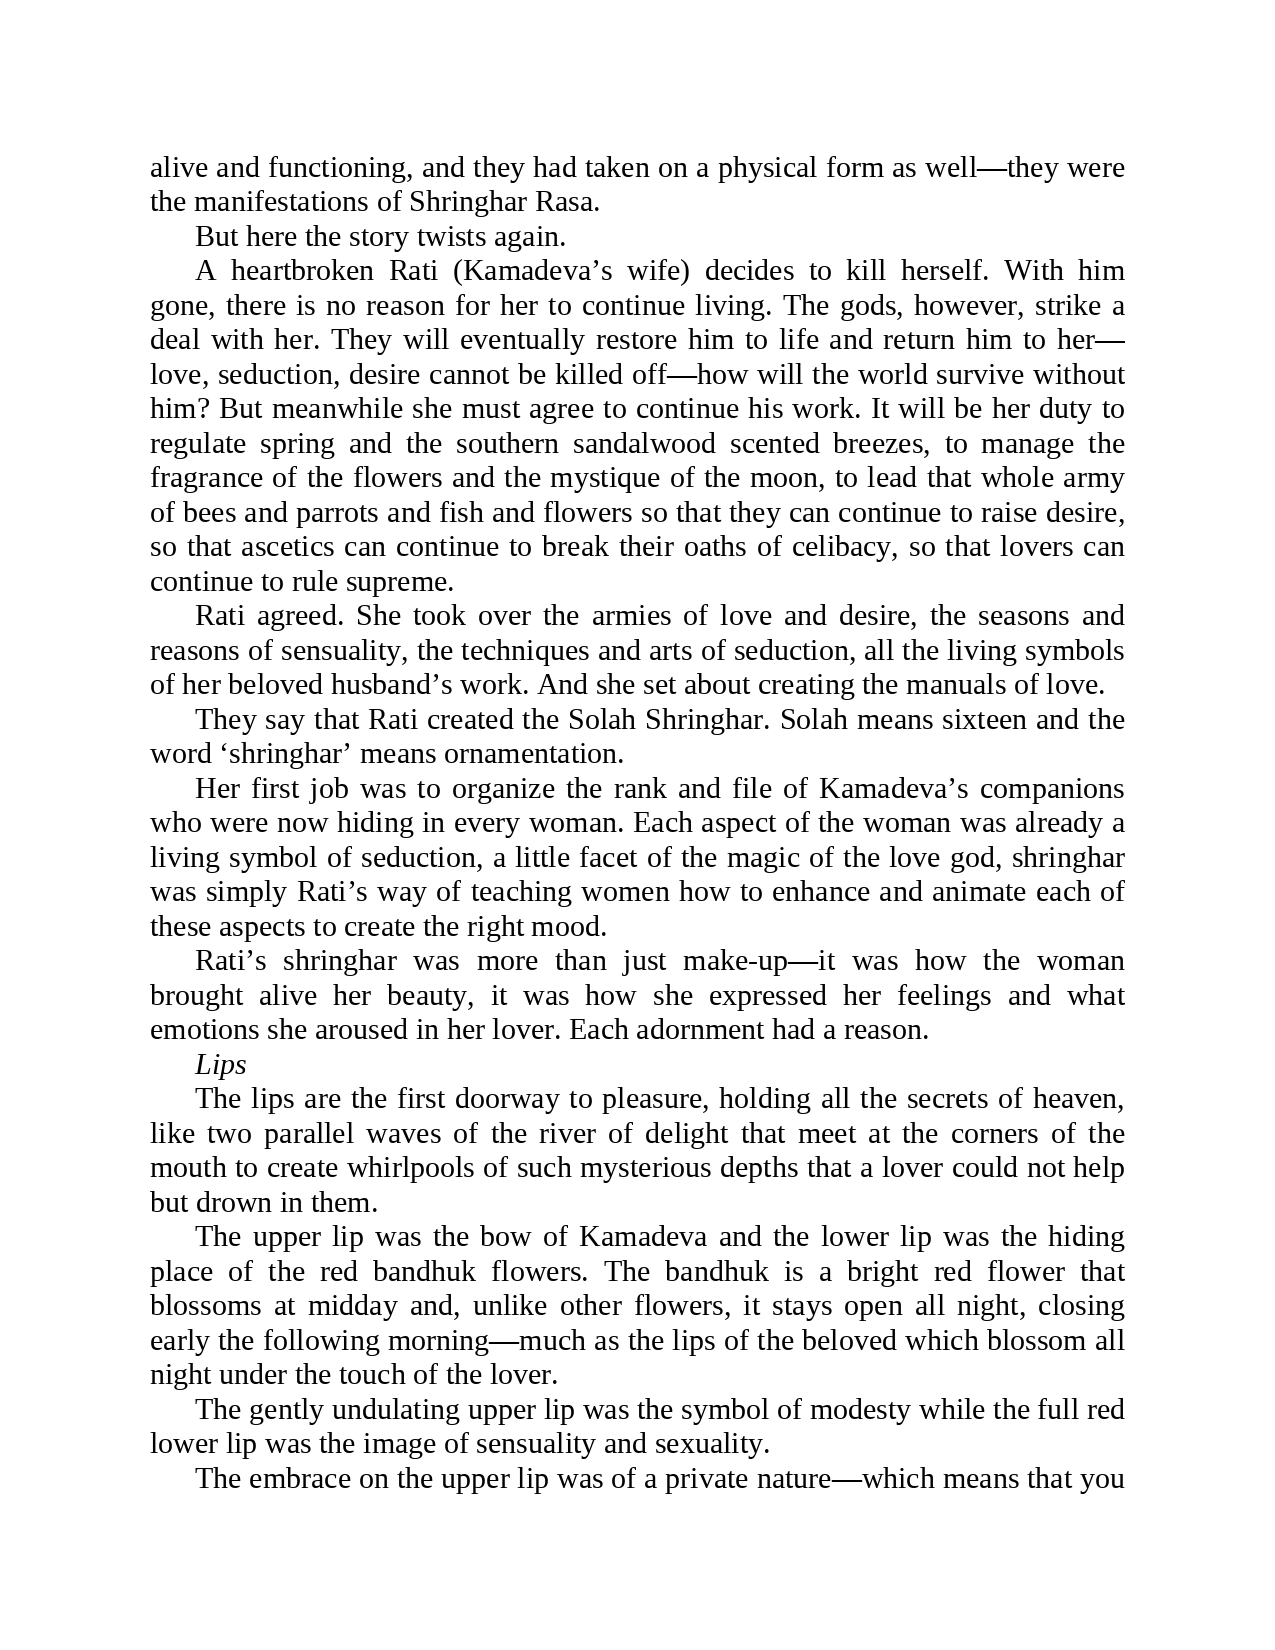 alive and functioning, and they had taken on a physical form as well—they were
the manifestations of Shringhar Rasa.
But here the story twists again.
A heartbroken Rati (Kamadeva’s wife) decides to kill herself. With him
gone, there is no reason for her to continue living. The gods, however, strike a
deal with her. They will eventually restore him to life and return him to her—
love, seduction, desire cannot be killed off—how will the world survive without
him? But meanwhile she must agree to continue his work. It will be her duty to
regulate spring and the southern sandalwood scented breezes, to manage the
fragrance of the flowers and the mystique of the moon, to lead that whole army
of bees and parrots and fish and flowers so that they can continue to raise desire,
so that ascetics can continue to break their oaths of celibacy, so that lovers can
continue to rule supreme.
Rati agreed. She took over the armies of love and desire, the seasons and
reasons of sensuality, the techniques and arts of seduction, all the living symbols
of her beloved husband’s work. And she set about creating the manuals of love.
They say that Rati created the Solah Shringhar. Solah means sixteen and the
word ‘shringhar’ means ornamentation.
Her first job was to organize the rank and file of Kamadeva’s companions
who were now hiding in every woman. Each aspect of the woman was already a
living symbol of seduction, a little facet of the magic of the love god, shringhar
was simply Rati’s way of teaching women how to enhance and animate each of
these aspects to create the right mood.
Rati’s shringhar was more than just make-up—it was how the woman
brought alive her beauty, it was how she expressed her feelings and what
emotions she aroused in her lover. Each adornment had a reason.
Lips
The lips are the first doorway to pleasure, holding all the secrets of heaven,
like two parallel waves of the river of delight that meet at the corners of the
mouth to create whirlpools of such mysterious depths that a lover could not help
but drown in them.
The upper lip was the bow of Kamadeva and the lower lip was the hiding
place of the red bandhuk flowers. The bandhuk is a bright red flower that
blossoms at midday and, unlike other flowers, it stays open all night, closing
early the following morning—much as the lips of the beloved which blossom all
night under the touch of the lover.
The gently undulating upper lip was the symbol of modesty while the full red
lower lip was the image of sensuality and sexuality.
The embrace on the upper lip was of a private nature—which means that you